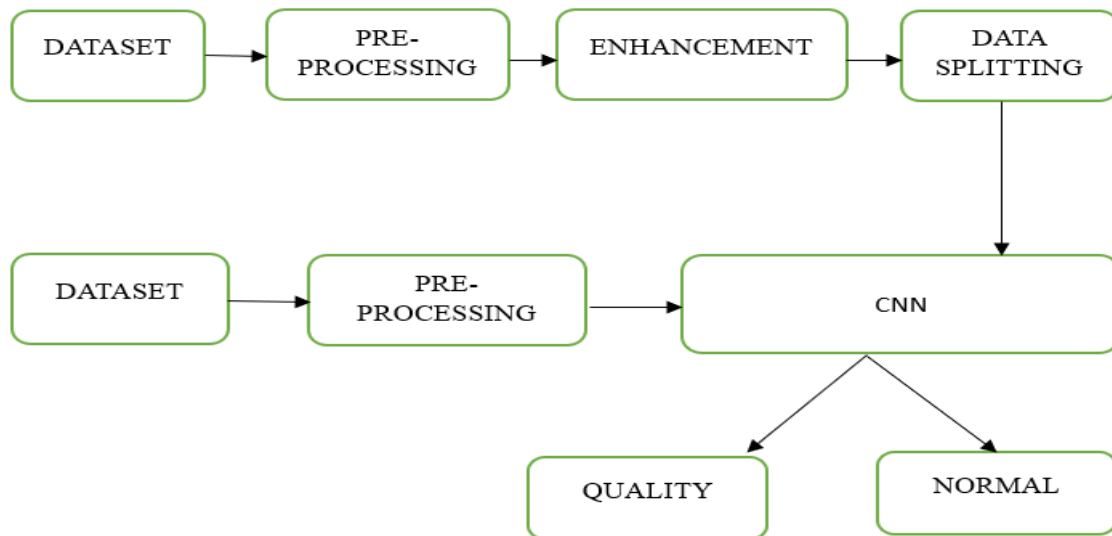 DATASET
PRE-
PROCESSING
ENHANCEMENT
DATA
SPLITTING
DATASET
PRE-
PROCESSING
CNN
QUALITY
NORMAL